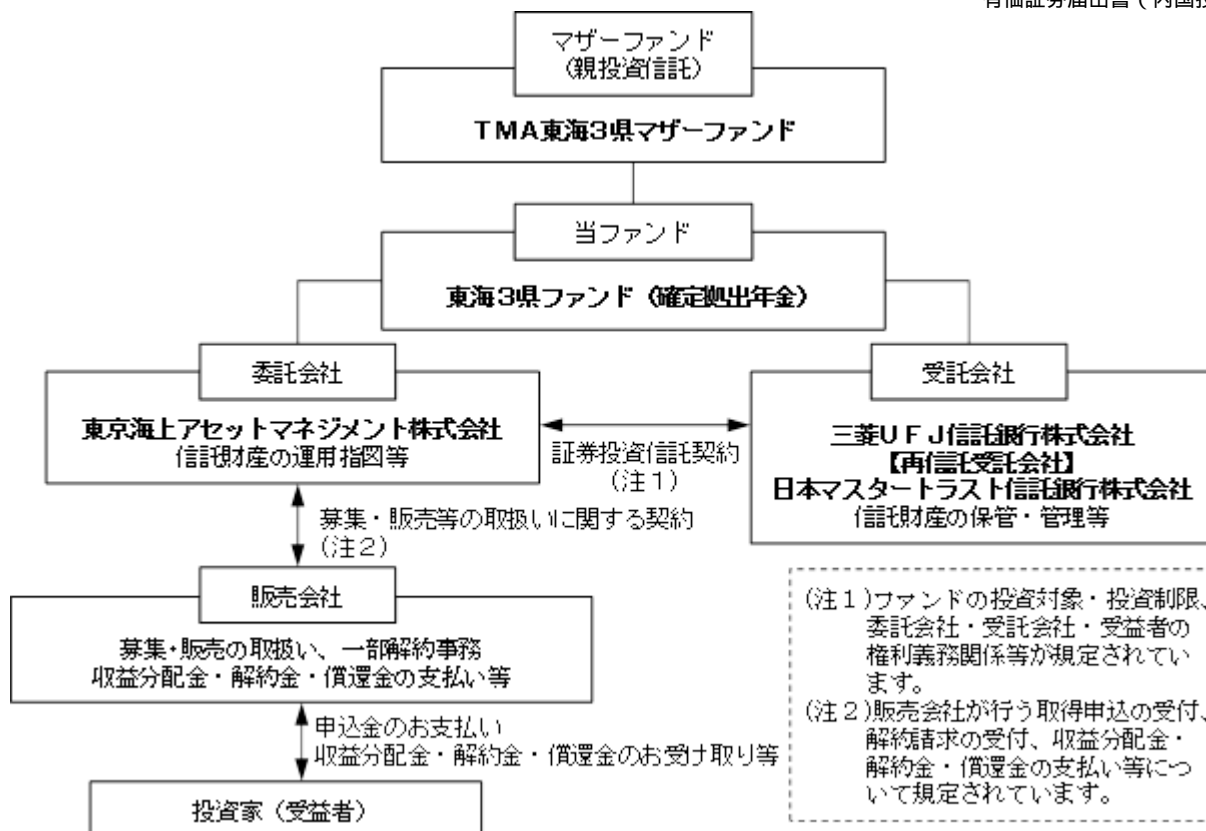 有価証券届出書（内国投
マザーファンド
（親投資信託）
ＴＭＡ東海３県マザーファンド
当ファンド
東海３県ファンド（確定拠出年金）
委託会社
東京海上アセットマネジメント株式会社
信託財産の運用指図等
証券投資信託契約
（注１）
受託会社
三菱ＵＦＪ信託銀行株式会社
【再信託受託会社】
日本マスタートラスト信託銀行株式会社
信託財産の保管・管理等
募集・販売等の取扱いに関する契約
（注２）
販売会社
募集・販売の取扱い、一部解約事務
収益分配金・解約金・償還金の支払い等
申込金のお支払い
収益分配金・解約金・償還金のお受け取り等
投資家（受益者）
（注１）ファンドの投資対象・投資制限、
委託会社・受託会社・受益者の
権利義務関係等が規定されてい
ます。
（注２）販売会社が行う取得申込の受付、
解約請求の受付、収益分配金・
解約金・償還金の支払い等につ
いて規定されています。